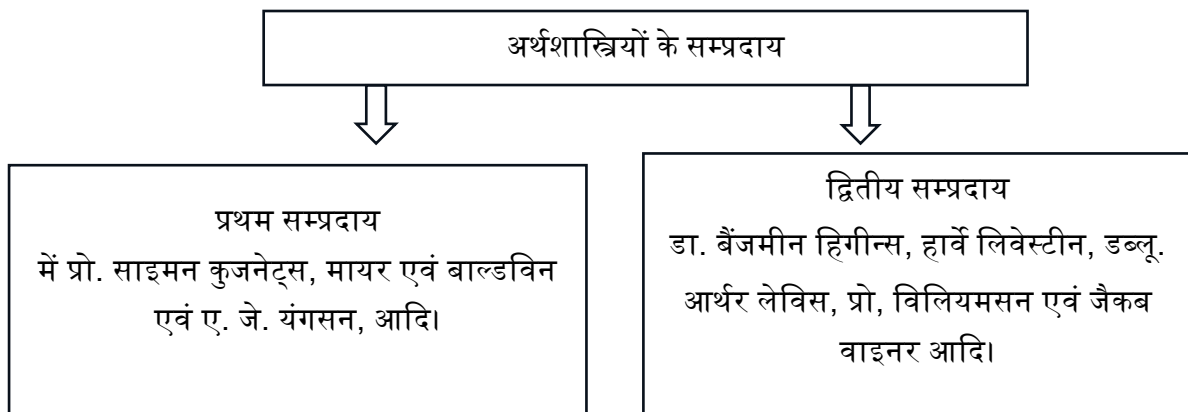 अर्थशास्त्रियों के सम्प्रदाय
प्रथम सम्प्रदाय
में प्रो. साइमन कुजनेट्स, मायर एवं बाल्डविन
एवं ए. जे. यंगसन, आदि।
द्वितीय सम्प्रदाय
डा. बैंजमीन हिगीन्स, हार्वे लिवेस्टीन, डब्लू.
आर्थर लेविस, प्रो, विलियमसन एवं जैकब
वाइनर आदि।